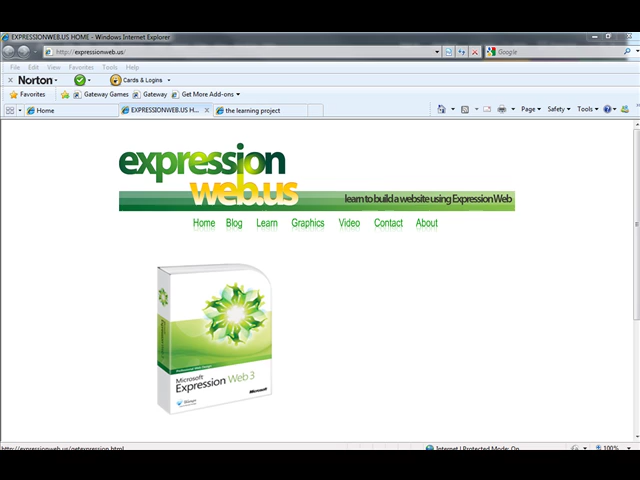 EXPRESSIONWEB.US HOME - Windows Internet Explorer
http://expressionweb.us/
Google
File Edit View Favorites Tools Help
Norton
Cards & Logins
Favorites Gateway Games Gateway Get More Add-ons
Home EXPRESSIONWEB.US H... the learning project
Page Safety Tools
expression
web.us
learn to build a website using Expression Web
Home Blog Learn Graphics Video Contact About
Microsoft
Expression Web 3
Microsoft
http://expressionweb.us/getexpression.html
Internet | Protected Mode: On
100%